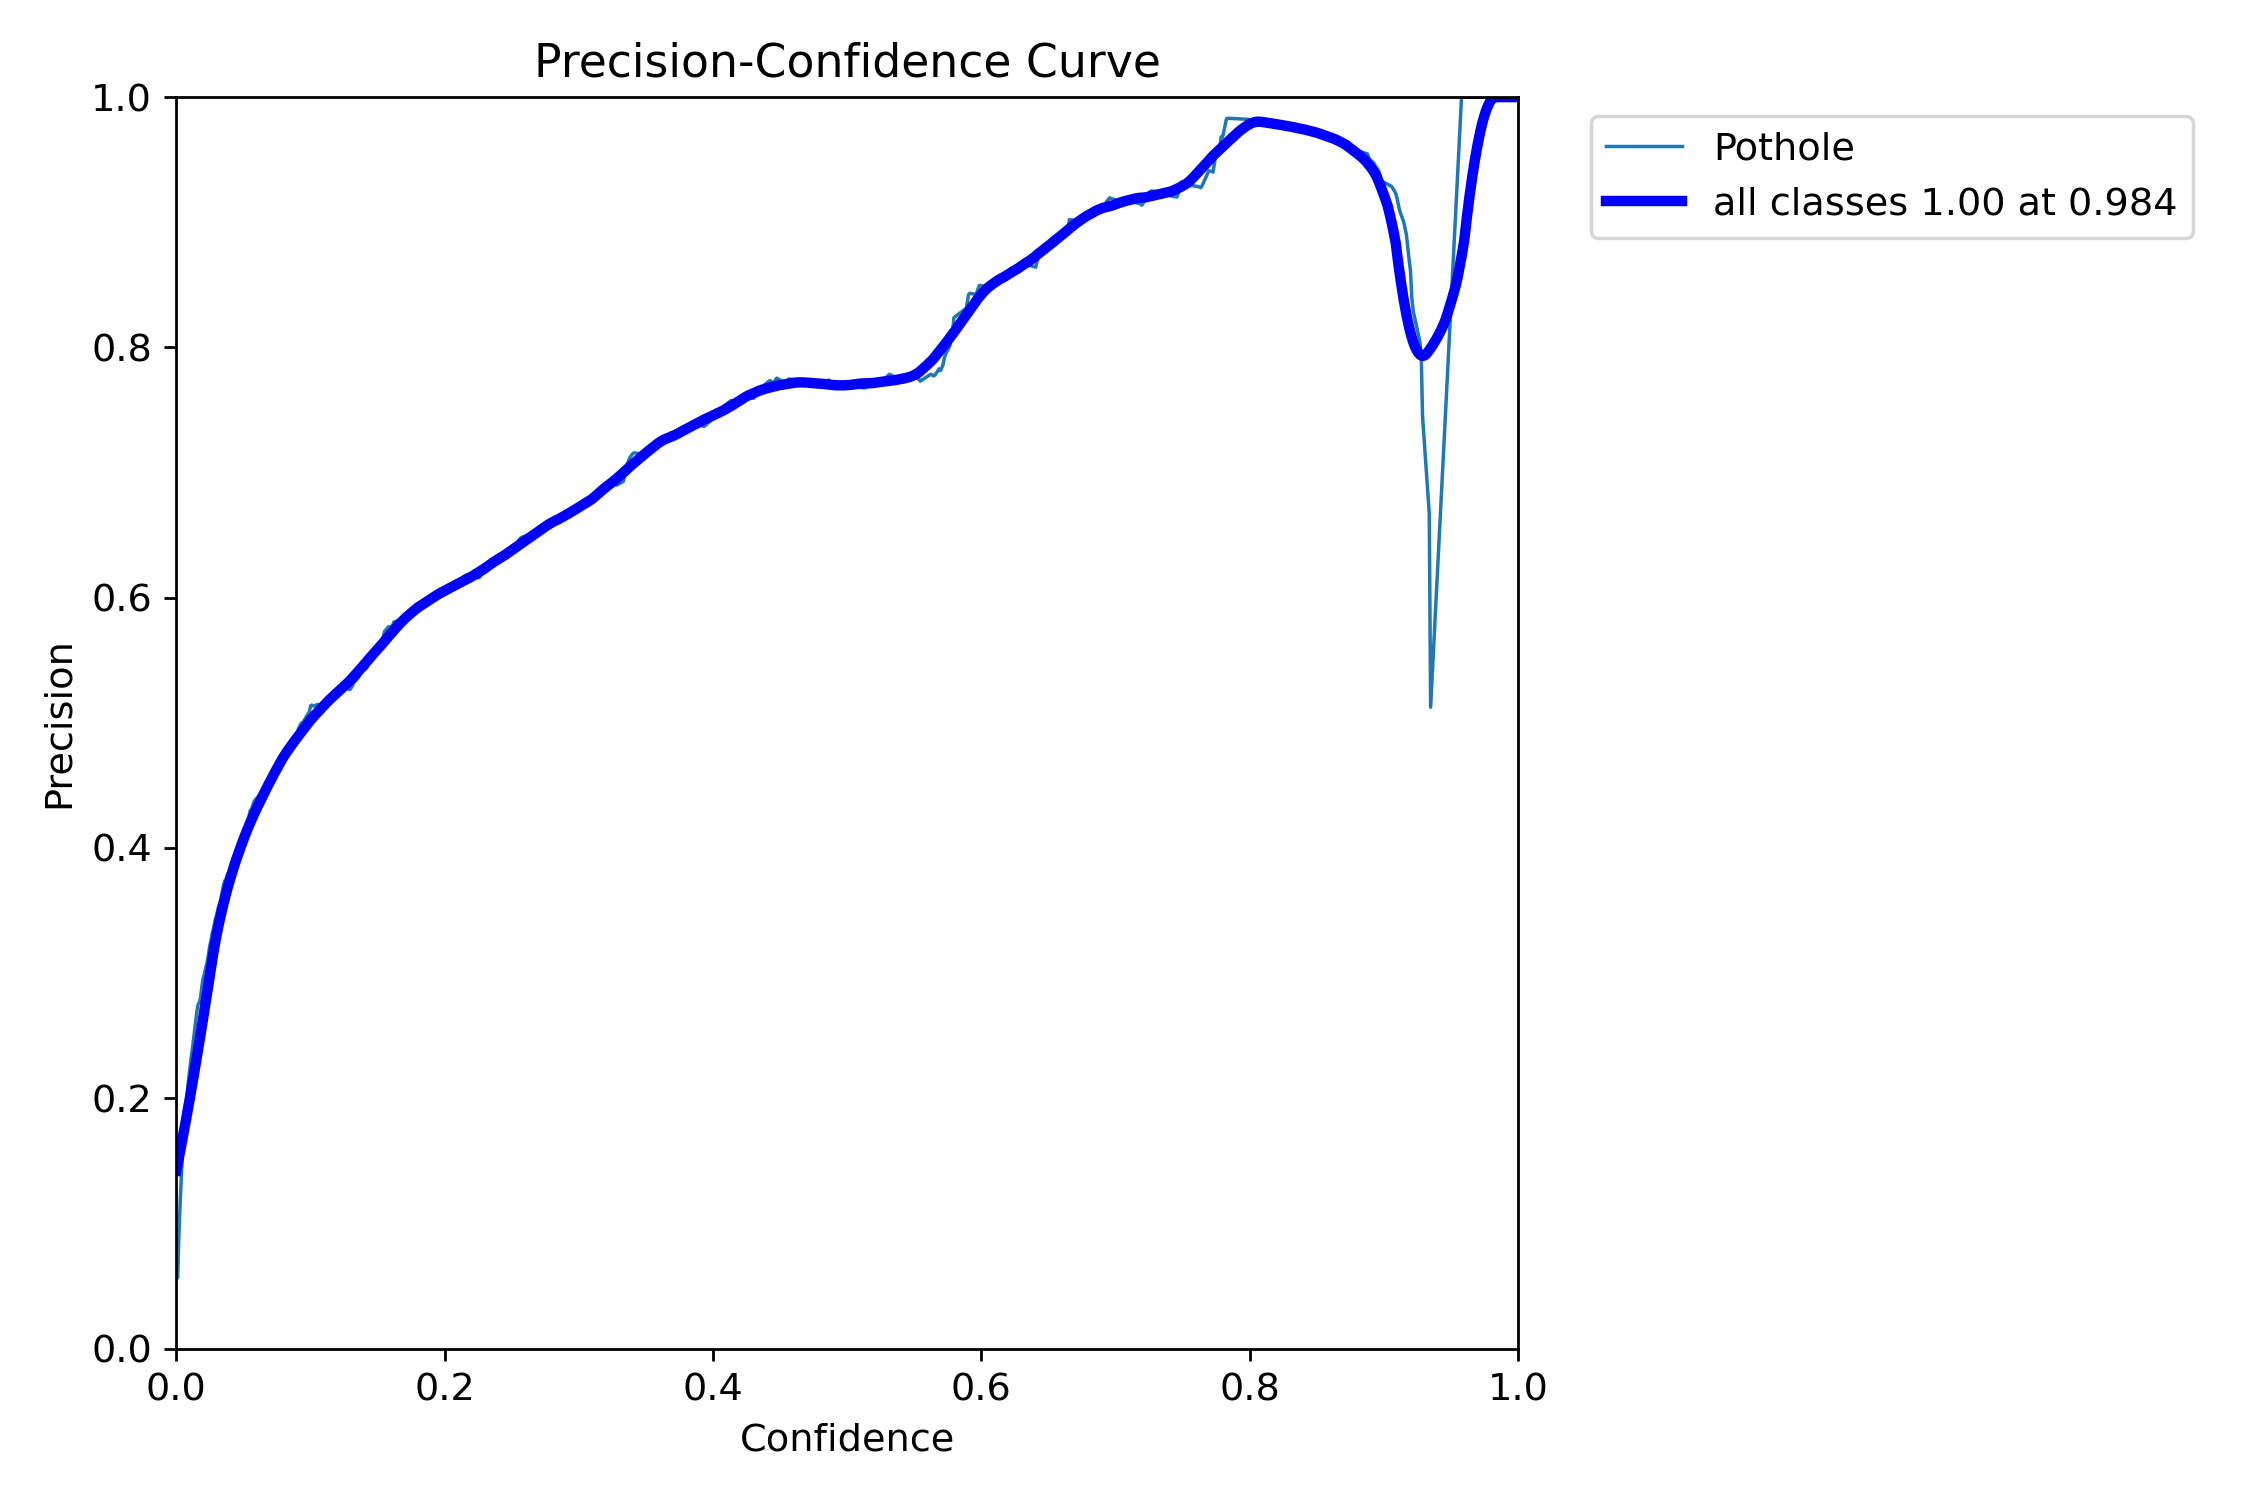 Precision-Confidence Curve
1.0
0.8
0.6
0.4
0.2
0.0
Precision
0.0 0.2 0.4 0.6 0.8 1.0
Confidence
Pothole
all classes 1.00 at 0.984